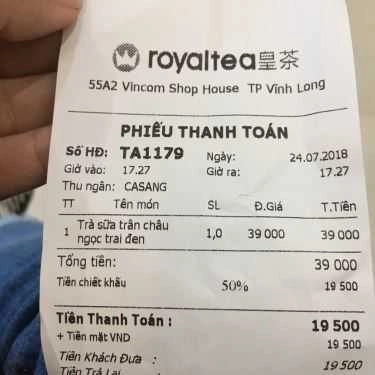 royaltea皇茶
55A2 Vincom Shop House TP Vĩnh Long
PHIẾU THANH TOÁN
Số HĐ: TA1179 Ngày: 24.07.2018
Giờ vào: 17.27 Giờ ra: 17.27
Thu ngân: CASANG
TT Tên món SL Đ.Giá T.Tiền
1 Trà sữa trân châu 1,0 39 000 39 000
ngọc trai đen
Tổng tiền: 39 000
Tiền chiết khấu 50% 19 500
Tiền Thanh Toán : 19 500
+ Tiền mặt VND 19 500
Tiền Khách Đưa : 19 500
Tiền Trả Lại